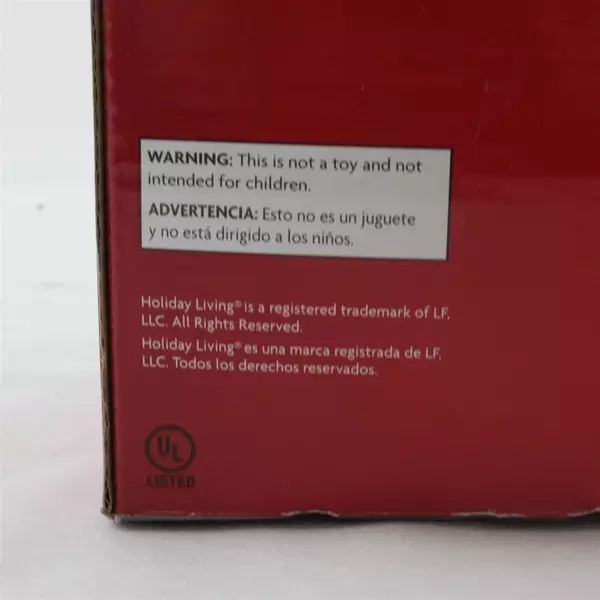 WARNING: This is not a toy and not
intended for children.
ADVERTENCIA: Esto no es un juguete
y no está dirigido a los niños.
Holiday Living® is a registered trademark of LF,
LLC. All Rights Reserved.
Holiday Living® es una marca registrada de LF,
LLC. Todos los derechos reservados.
UL
LISTED